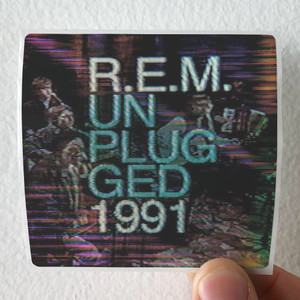 R.E.M.
UN
PLUG
GED
1991